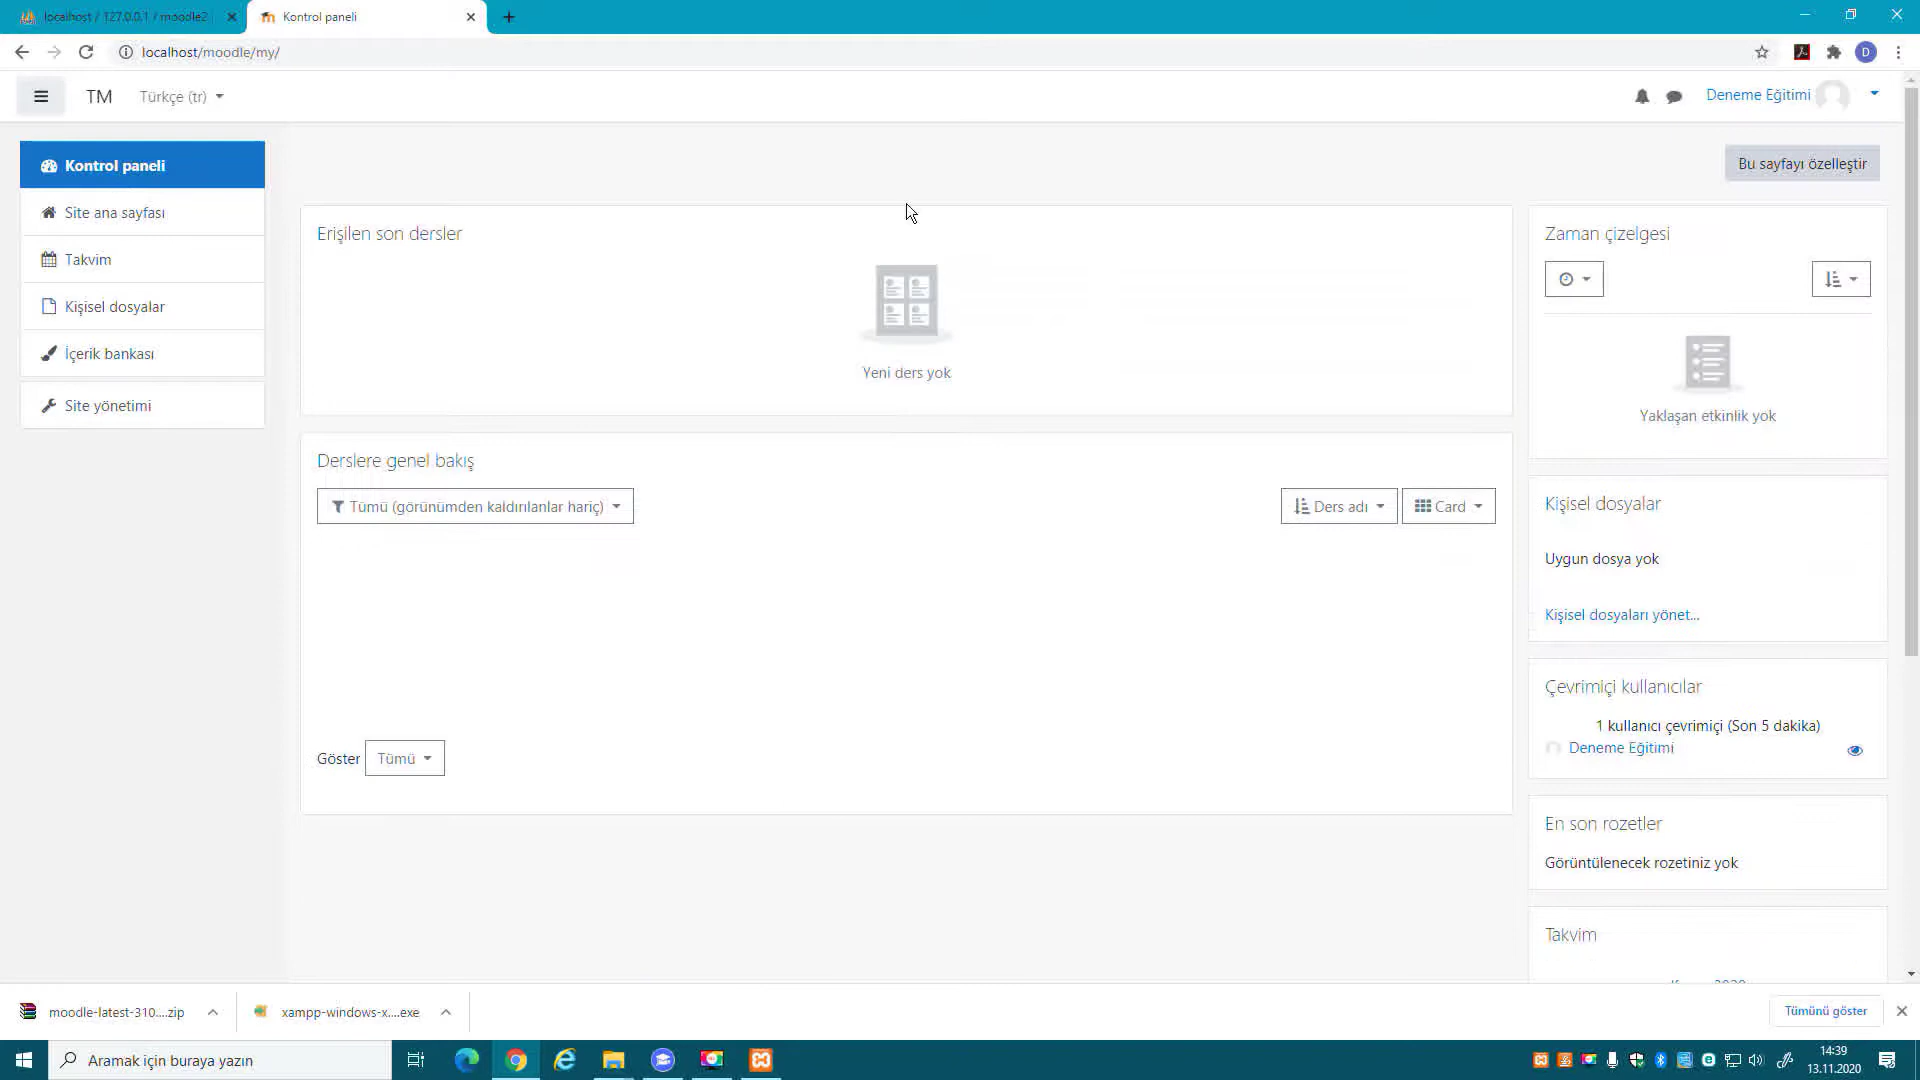 localhost / 127.0.0.1 / moodle2
Kontrol paneli
localhost/moodle/my/
D
TM
Türkçe (tr)
Deneme Eğitimi
Kontrol paneli
Site ana sayfası
Takvim
Kişisel dosyalar
İçerik bankası
Site yönetimi
Bu sayfayı özelleştir
Erişilen son dersler
Yeni ders yok
Derslere genel bakış
Tümü (görünümden kaldırılanlar hariç)
Ders adı
Card
Göster
Tümü
Zaman çizelgesi
Yaklaşan etkinlik yok
Kişisel dosyalar
Uygun dosya yok
Kişisel dosyaları yönet...
Çevrimiçi kullanıcılar
1 kullanıcı çevrimiçi (Son 5 dakika)
Deneme Eğitimi
En son rozetler
Görüntülenecek rozetiniz yok
Takvim
moodle-latest-310....zip
xampp-windows-x....exe
Tümünü göster
Aramak için buraya yazın
14:39
13.11.2020